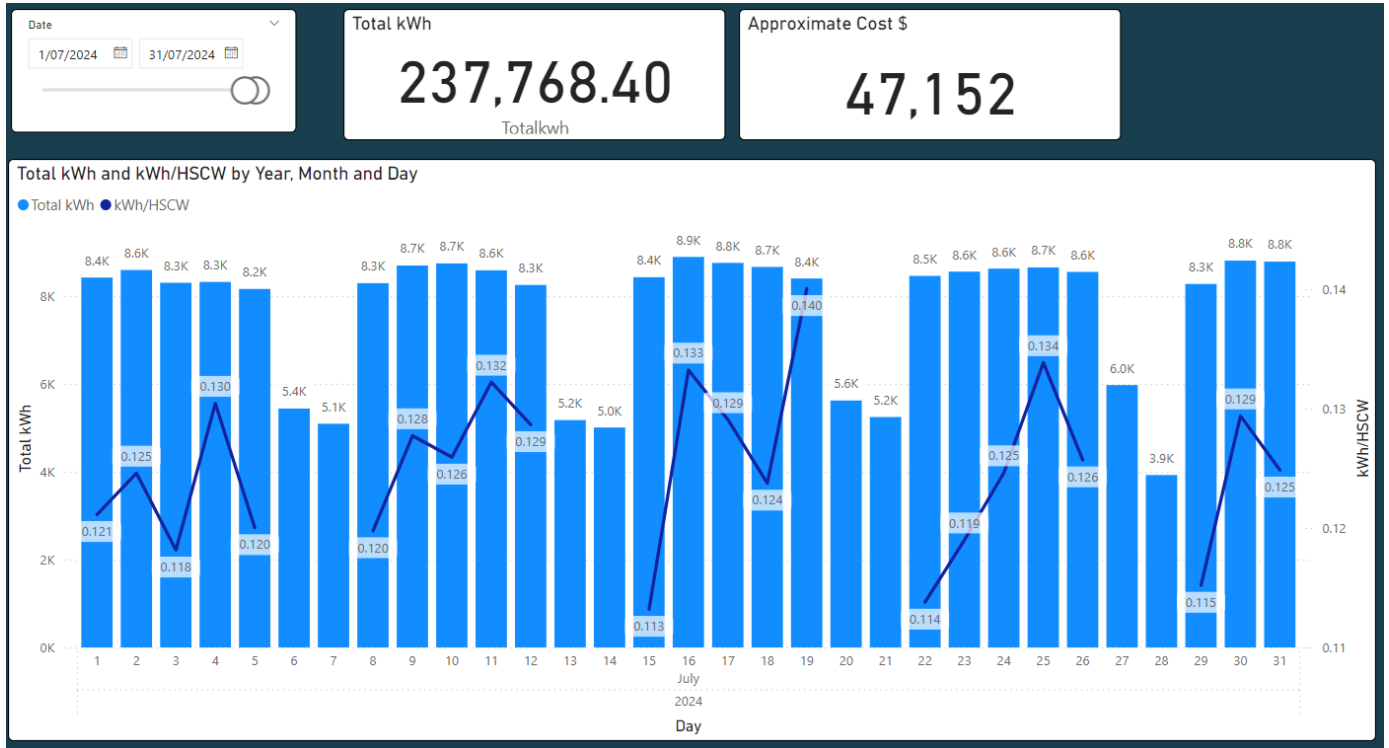 Date
1/07/2024 31/07/2024
Total kWh
237,768.40
Totalkwh
Approximate Cost $
47,152
Total kWh and kWh/HSCW by Year, Month and Day
Total kWh kWh/HSCW
8.4K 8.6K 8.3K 8.3K 8.2K 5.4K 5.1K 8.3K 8.7K 8.7K 8.6K 8.3K 5.2K 5.0K 8.4K 8.9K 8.8K 8.7K 8.4K 5.6K 5.2K 8.5K 8.6K 8.6K 8.7K 8.6K 6.0K 3.9K 8.3K 8.8K 8.8K
0.121 0.125 0.118 0.130 0.120 0.120 0.128 0.126 0.132 0.129 0.113 0.133 0.129 0.124 0.140 0.114 0.119 0.125 0.134 0.126 0.115 0.129 0.125
Total kWh
8K
6K
4K
2K
0K
0.14
0.13
0.12
0.11
kWh/HSCW
1 2 3 4 5 6 7 8 9 10 11 12 13 14 15 16 17 18 19 20 21 22 23 24 25 26 27 28 29 30 31
July
2024
Day